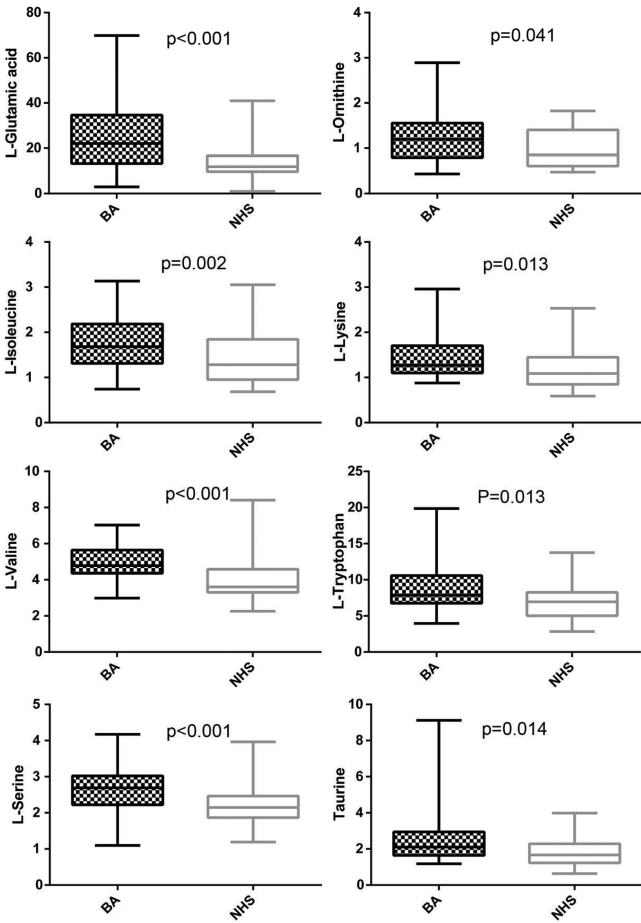 L-Glutamic acid
80
60
40
20
0
p<0.001
BA
NHS
L-Ornithine
4
3
2
1
0
p=0.041
BA
NHS
L-Isoleucine
4
3
2
1
0
p=0.002
BA
NHS
L-Lysine
4
3
2
1
0
p=0.013
BA
NHS
L-Valine
10
8
6
4
2
0
p<0.001
BA
NHS
L-Tryptophan
25
20
15
10
5
0
P=0.013
BA
NHS
L-Serine
5
4
3
2
1
0
p<0.001
BA
NHS
Taurine
10
8
6
4
2
0
p=0.014
BA
NHS